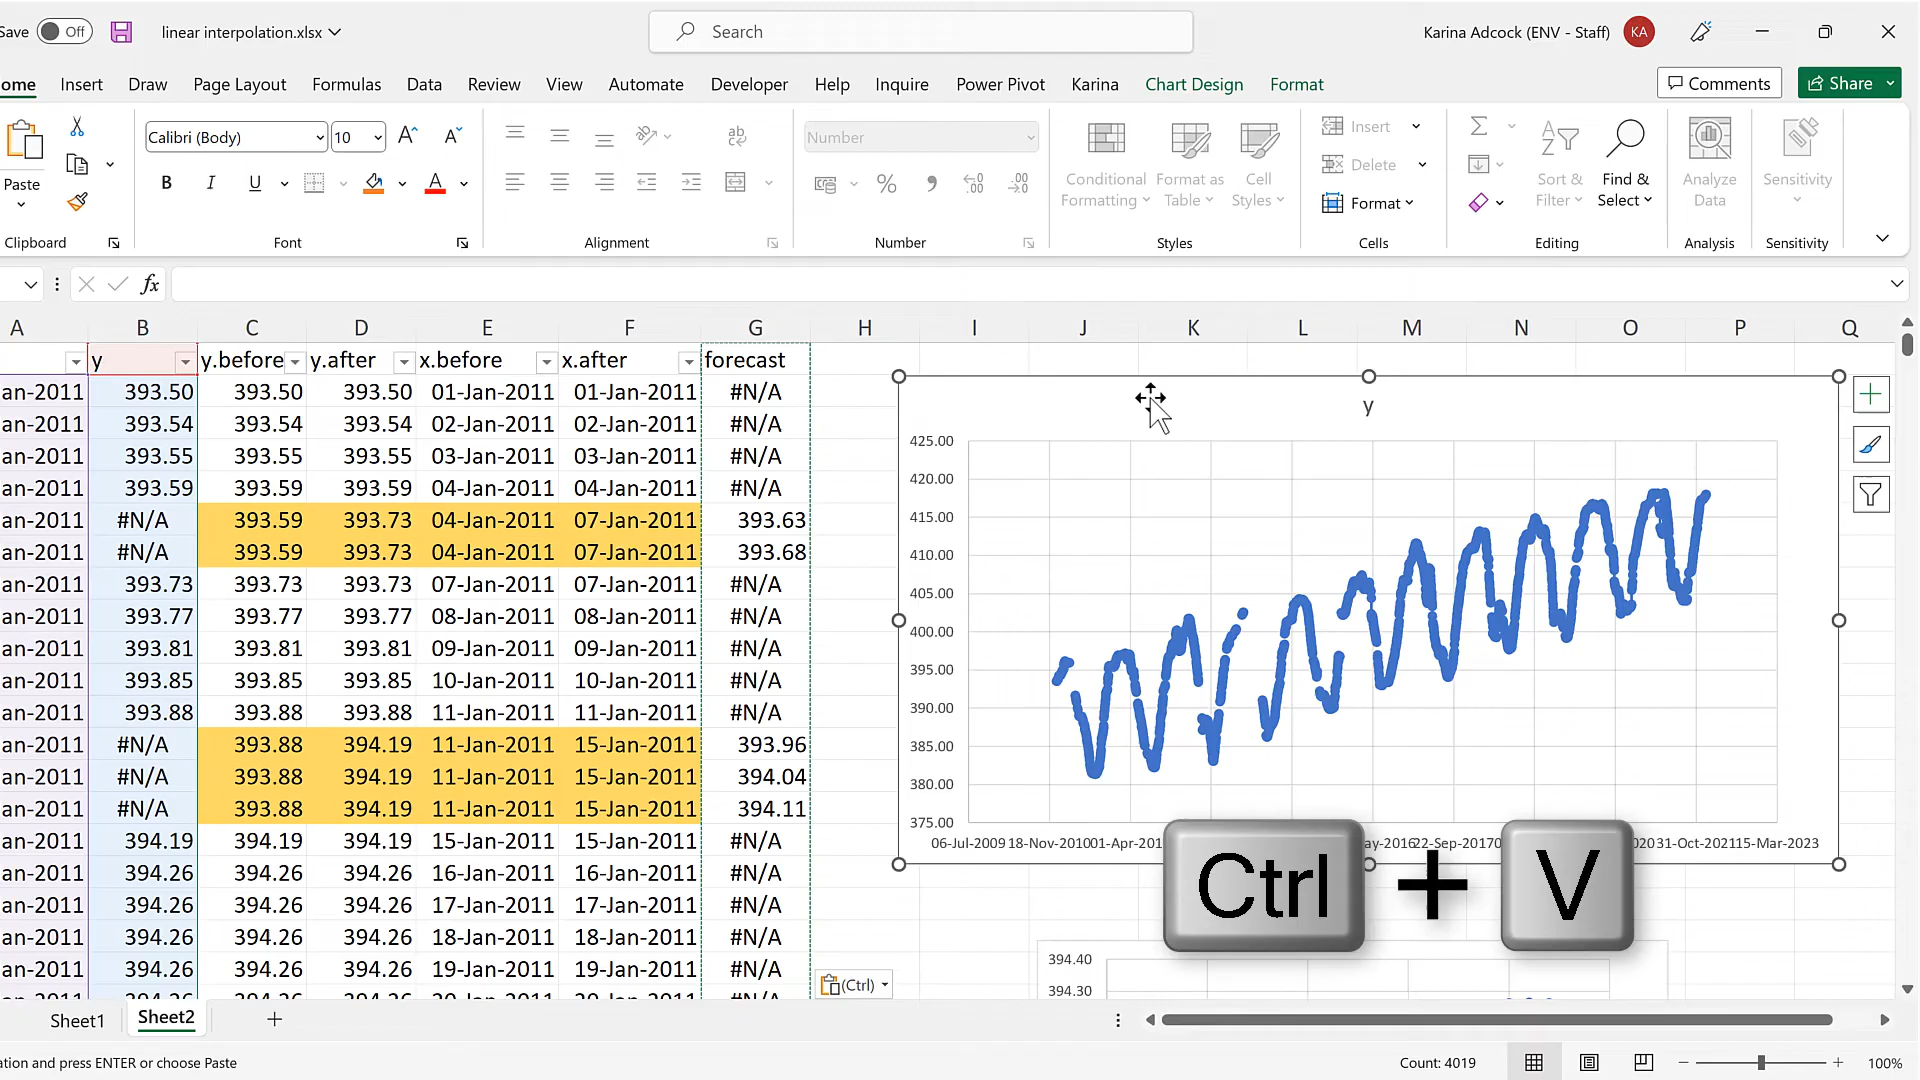 Save Off linear interpolation.xlsx Search Karina Adcock (ENV - Staff) KA
ome Insert Draw Page Layout Formulas Data Review View Automate Developer Help Inquire Power Pivot Karina Chart Design Format Comments Share
Calibri (Body) 10 A A ab Number Insert Σ A Z
Paste B I U A % Conditional Formatting Format as Table Cell Styles Delete Format Sort & Filter Find & Select Analyze Data Sensitivity
Clipboard Font Alignment Number Styles Cells Editing Analysis Sensitivity
fx
A B C D E F G H I J K L M N O P Q
y y.before y.after x.before x.after forecast
an-2011 393.50 393.50 393.50 01-Jan-2011 01-Jan-2011 #N/A
an-2011 393.54 393.54 393.54 02-Jan-2011 02-Jan-2011 #N/A
an-2011 393.55 393.55 393.55 03-Jan-2011 03-Jan-2011 #N/A
an-2011 393.59 393.59 393.59 04-Jan-2011 04-Jan-2011 #N/A
an-2011 #N/A 393.59 393.73 04-Jan-2011 07-Jan-2011 393.63
an-2011 #N/A 393.59 393.73 04-Jan-2011 07-Jan-2011 393.68
an-2011 393.73 393.73 393.73 07-Jan-2011 07-Jan-2011 #N/A
an-2011 393.77 393.77 393.77 08-Jan-2011 08-Jan-2011 #N/A
an-2011 393.81 393.81 393.81 09-Jan-2011 09-Jan-2011 #N/A
an-2011 393.85 393.85 393.85 10-Jan-2011 10-Jan-2011 #N/A
an-2011 393.88 393.88 393.88 11-Jan-2011 11-Jan-2011 #N/A
an-2011 #N/A 393.88 394.19 11-Jan-2011 15-Jan-2011 393.96
an-2011 #N/A 393.88 394.19 11-Jan-2011 15-Jan-2011 394.04
an-2011 #N/A 393.88 394.19 11-Jan-2011 15-Jan-2011 394.11
an-2011 394.19 394.19 394.19 15-Jan-2011 15-Jan-2011 #N/A
an-2011 394.26 394.26 394.26 16-Jan-2011 16-Jan-2011 #N/A
an-2011 394.26 394.26 394.26 17-Jan-2011 17-Jan-2011 #N/A
an-2011 394.26 394.26 394.26 18-Jan-2011 18-Jan-2011 #N/A
an-2011 394.26 394.26 394.26 19-Jan-2011 19-Jan-2011 #N/A
(Ctrl)
y
425.00
420.00
415.00
410.00
405.00
400.00
395.00
390.00
385.00
380.00
375.00
06-Jul-2009 18-Nov-2010 01-Apr-201 ay-2016 22-Sep-2017 0 020 31-Oct-2021 15-Mar-2023
Ctrl + V
394.40
394.30
Sheet1 Sheet2
ation and press ENTER or choose Paste Count: 4019 100%